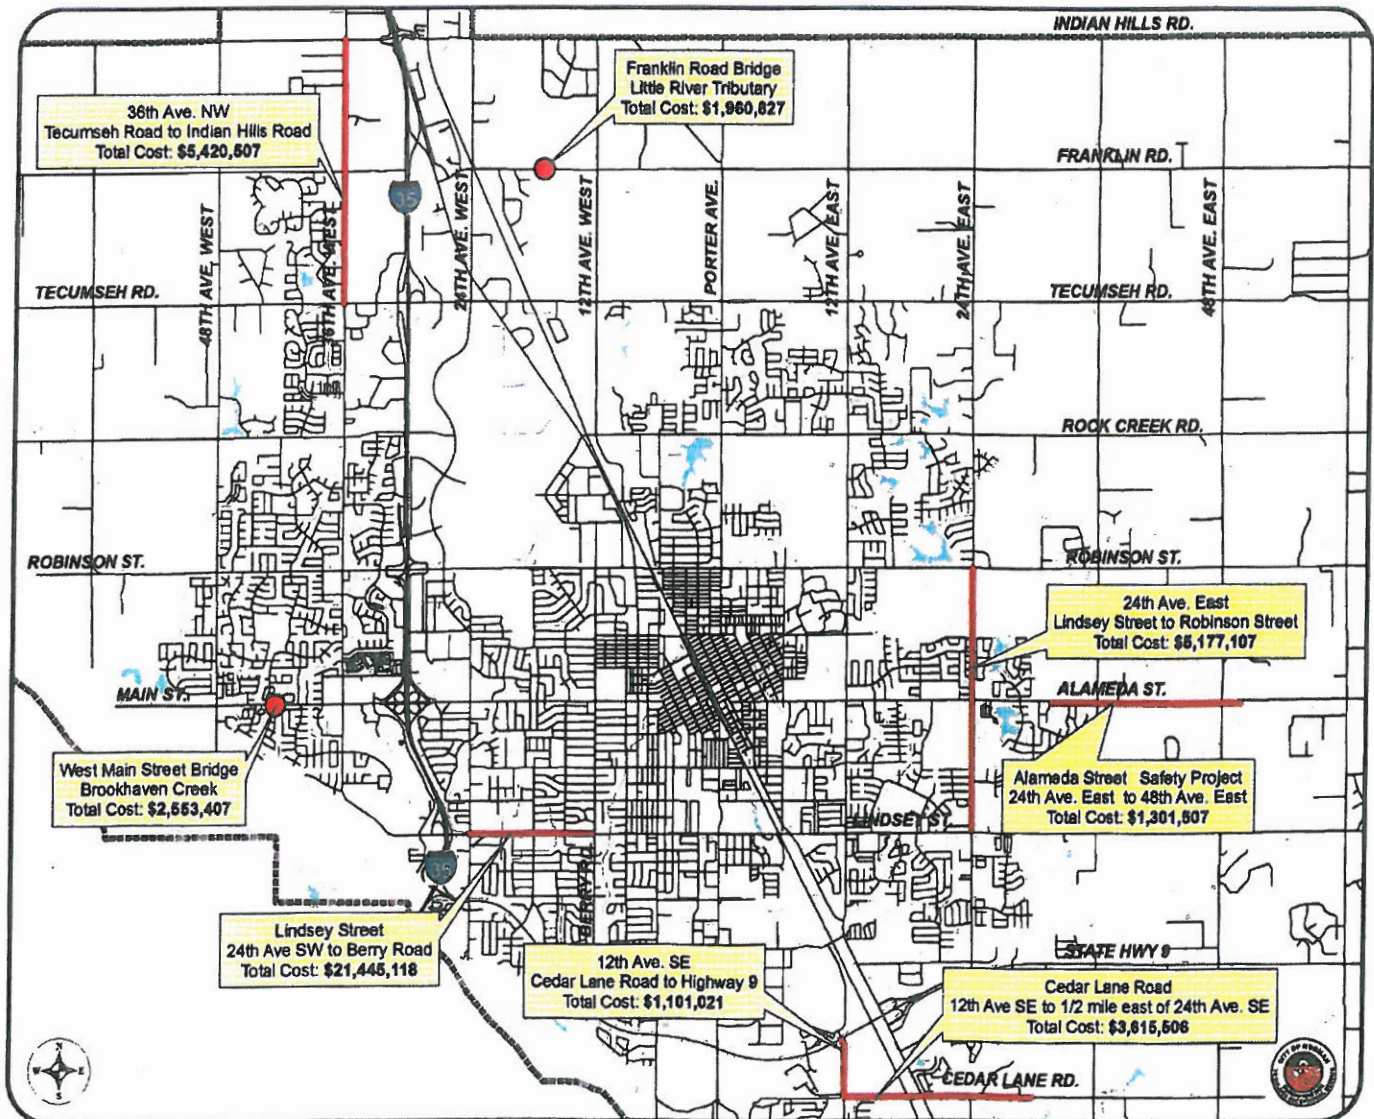 INDIAN HILLS RD.
Franklin Road Bridge
Little River Tributary
Total Cost: $1,960,827
36th Ave. NW
Tecumseh Road to Indian Hills Road
Total Cost: $5,420,507
FRANKLIN RD.
35
48TH AVE. WEST
36TH AVE. WEST
24TH AVE. WEST
12TH AVE. WEST
PORTER AVE.
12TH AVE. EAST
24TH AVE. EAST
48TH AVE. EAST
TECUMSEH RD.
TECUMSEH RD.
ROCK CREEK RD.
ROBINSON ST.
ROBINSON ST.
24th Ave. East
Lindsey Street to Robinson Street
Total Cost: $5,177,107
MAIN ST.
ALAMEDA ST.
West Main Street Bridge
Brookhaven Creek
Total Cost: $2,553,407
Alameda Street Safety Project
24th Ave. East to 48th Ave. East
Total Cost: $1,301,507
LINDSEY ST.
35
BERRY RD.
Lindsey Street
24th Ave SW to Berry Road
Total Cost: $21,445,118
12th Ave. SE
Cedar Lane Road to Highway 9
Total Cost: $1,101,021
STATE HWY 9
Cedar Lane Road
12th Ave SE to 1/2 mile east of 24th Ave. SE
Total Cost: $3,615,506
CEDAR LANE RD.
N
W
E
S
CITY OF NORMAN